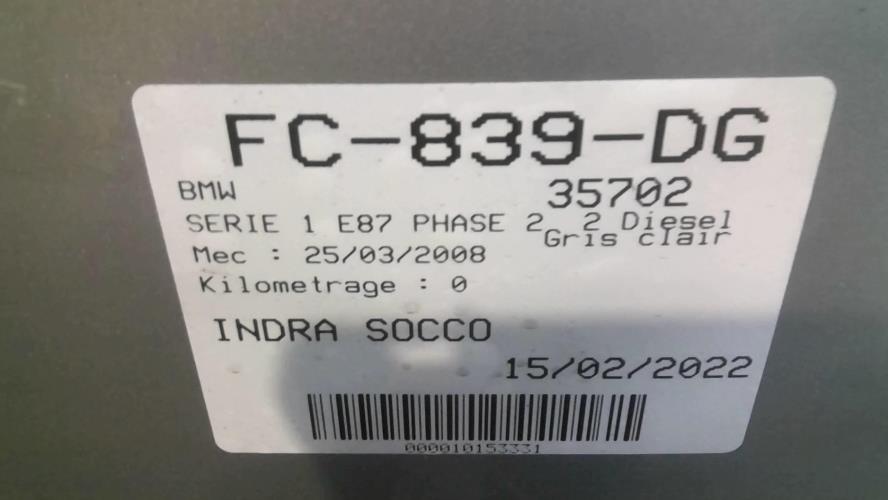 FC-839-DG
BMW 35702
SERIE 1 E87 PHASE 2 2 Diesel
Gris clair
Mec : 25/03/2008
Kilometrage : 0
INDRA SOCCO
15/02/2022
000010153331